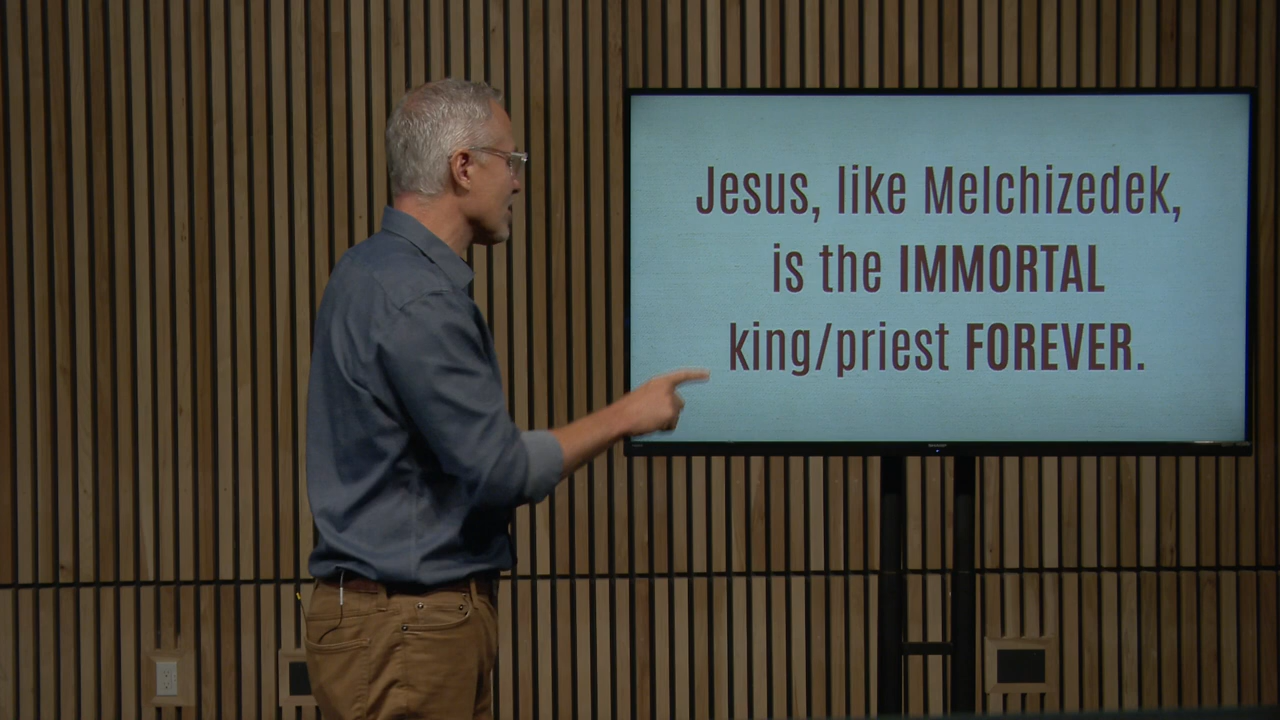 Jesus, like Melchizedek,
is the IMMORTAL
king/priest FOREVER.